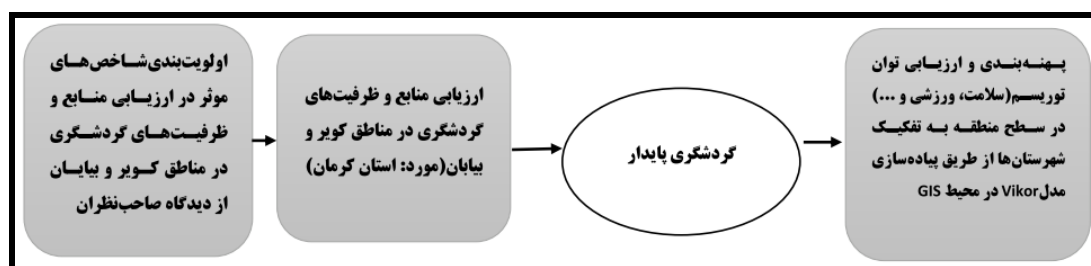 اولویت‌بندی شاخص‌های
موثر در ارزیابی منابع و
ظرفیت‌های گردشگری
در مناطق کویر و بیابان
از دیدگاه صاحب‌نظران
ارزیابی منابع و ظرفیت‌های
گردشگری در مناطق کویر و
بیابان(مورد: استان کرمان)
گردشگری پایدار
پهنه‌بندی و ارزیابی توان
توریسم(سلامت، ورزشی و ...)
در سطح منطقه به تفکیک
شهرستان‌ها از طریق پیاده‌سازی
مدلVikor در محیط GIS